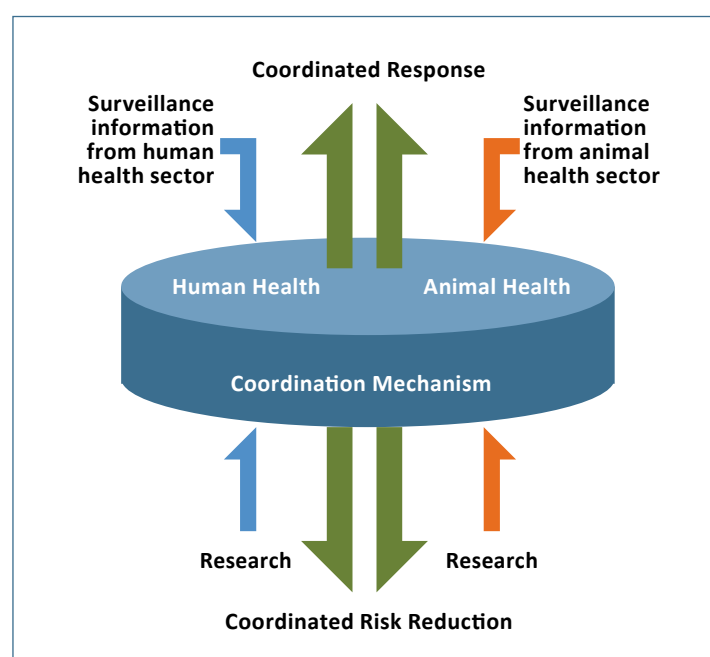 Coordinated Response
Surveillance
information
from human
health sector
Surveillance
information
from animal
health sector
Human Health
Animal Health
Coordination Mechanism
Research
Research
Coordinated Risk Reduction